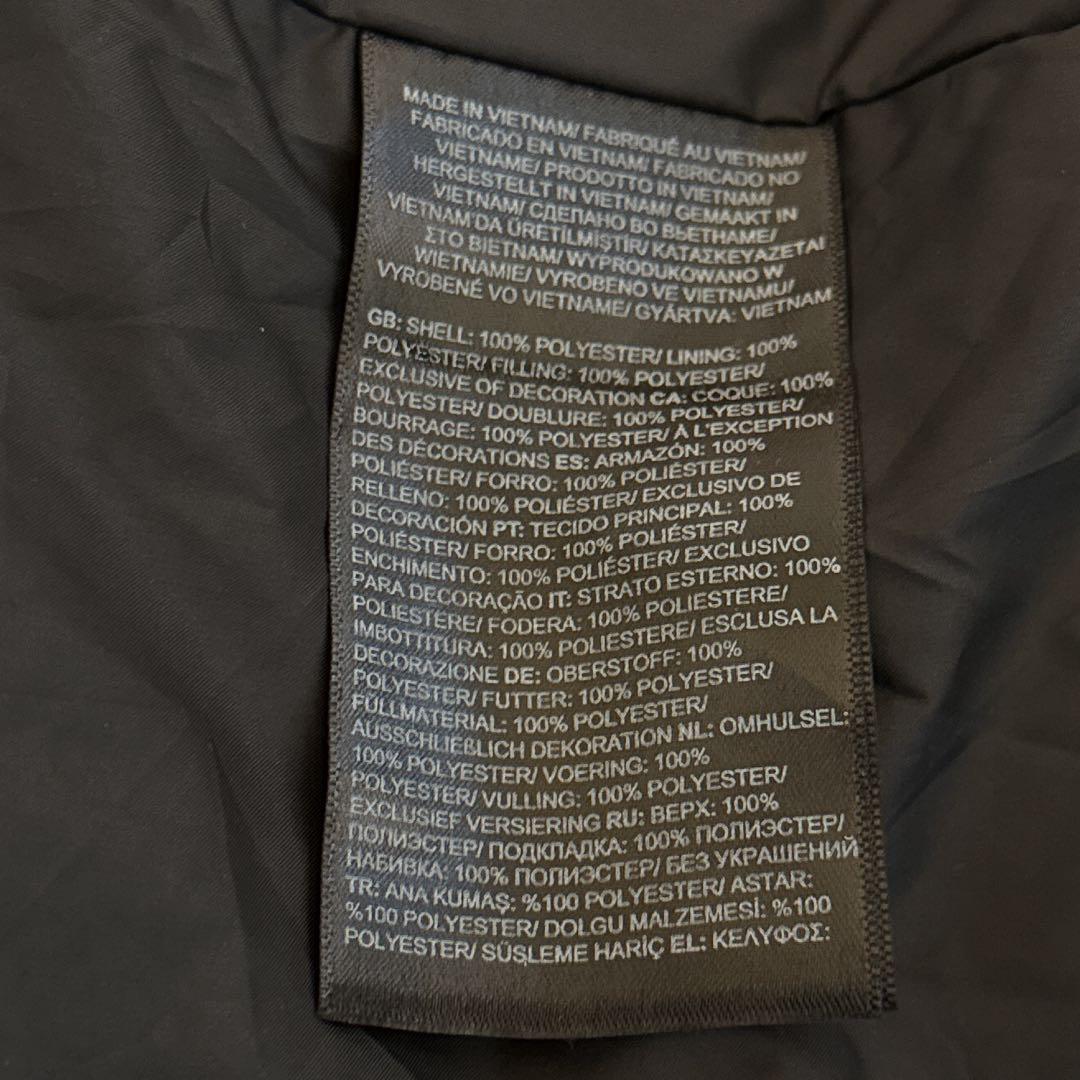 MADE IN VIETNAM/ FABRIQUÉ AU VIETNAM/
FABRICADO EN VIETNAM/ FABRICADO NO
VIETNAME/ PRODOTTO IN VIETNAM/
HERGESTELLT IN VIETNAM/ GEMAAKT IN
VIETNAM/ СДЕЛАНО ВО ВЬЕТНАМЕ/
VIETNAM'DA ÜRETİLMİŞTİR/ ΚΑΤΑΣΚΕΥΑΖΕΤΑΙ
ΣΤΟ ΒΙΕΤΝΑΜ/ WYPRODUKOWANO W
WIETNAMIE/ VYROBENO VE VIETNAMU/
VYROBENÉ VO VIETNAME/ GYÁRTVA: VIETNAM
GB: SHELL: 100% POLYESTER/ LINING: 100%
POLYESTER/ FILLING: 100% POLYESTER/
EXCLUSIVE OF DECORATION CA: COQUE: 100%
POLYESTER/ DOUBLURE: 100% POLYESTER/
BOURRAGE: 100% POLYESTER/ À L'EXCEPTION
DES DÉCORATIONS ES: ARMAZÓN: 100%
POLIÉSTER/ FORRO: 100% POLIÉSTER/
RELLENO: 100% POLIÉSTER/ EXCLUSIVO DE
DECORACIÓN PT: TECIDO PRINCIPAL: 100%
POLIÉSTER/ FORRO: 100% POLIÉSTER/
ENCHIMENTO: 100% POLIÉSTER/ EXCLUSIVO
PARA DECORAÇÃO IT: STRATO ESTERNO: 100%
POLIESTERE/ FODERA: 100% POLIESTERE/
IMBOTTITURA: 100% POLIESTERE/ ESCLUSA LA
DECORAZIONE DE: OBERSTOFF: 100%
POLYESTER/ FUTTER: 100% POLYESTER/
FÜLLMATERIAL: 100% POLYESTER/
AUSSCHLIEßLICH DEKORATION NL: OMHULSEL:
100% POLYESTER/ VOERING: 100%
POLYESTER/ VULLING: 100% POLYESTER/
EXCLUSIEF VERSIERING RU: ВЕРХ: 100%
ПОЛИЭСТЕР/ ПОДКЛАДКА: 100% ПОЛИЭСТЕР/
НАБИВКА: 100% ПОЛИЭСТЕР/ БЕЗ УКРАШЕНИЙ
TR: ANA KUMAŞ: %100 POLYESTER/ ASTAR:
%100 POLYESTER/ DOLGU MALZEMESİ: %100
POLYESTER/ SÜSLEME HARİÇ EL: ΚΕΛΥΦΟΣ: